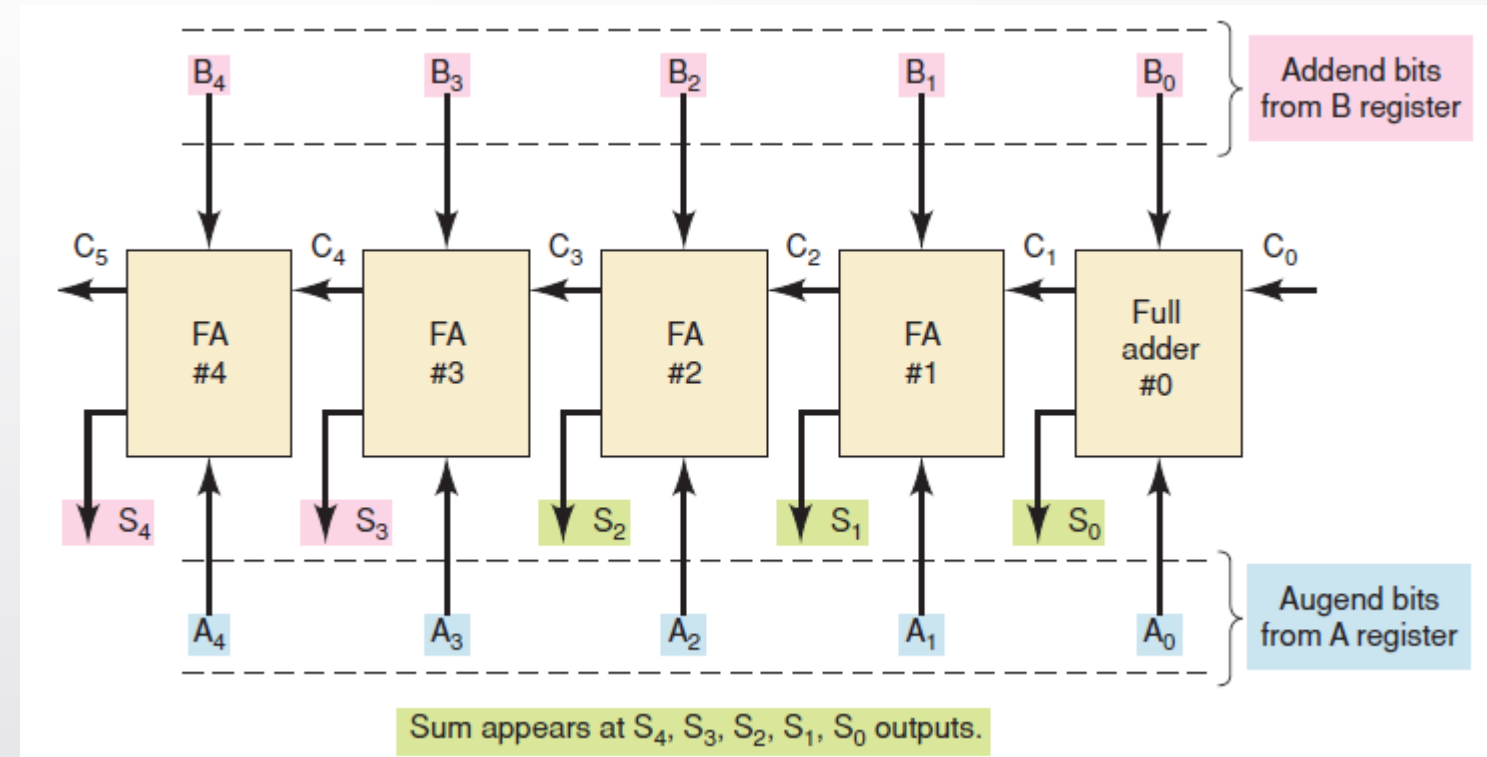 B₄ B₃ B₂ B₁ B₀
Addend bits
from B register
C₅ C₄ C₃ C₂ C₁ C₀
FA
#4
FA
#3
FA
#2
FA
#1
Full
adder
#0
S₄ S₃ S₂ S₁ S₀
A₄ A₃ A₂ A₁ A₀
Augend bits
from A register
Sum appears at S₄, S₃, S₂, S₁, S₀ outputs.